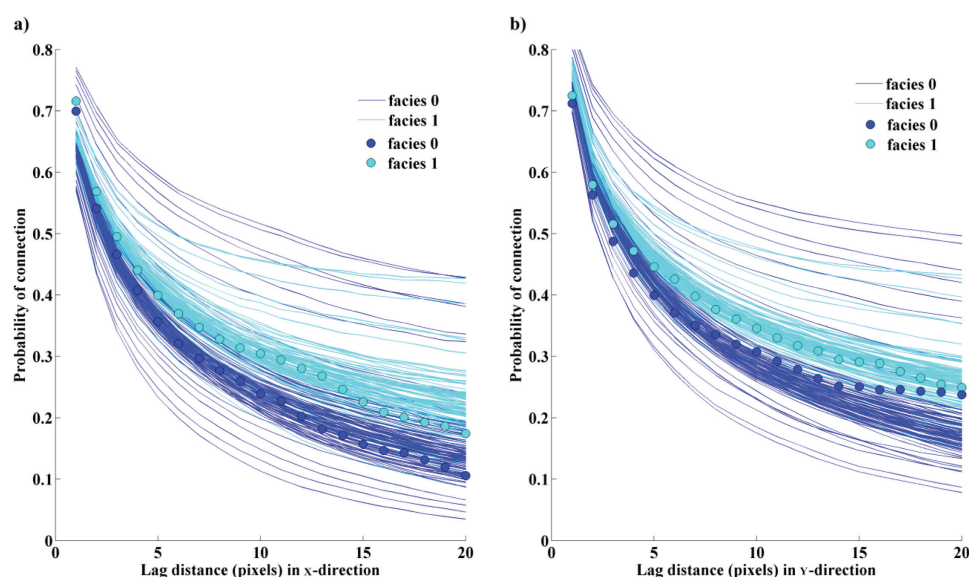 a)
0.8
0.7
0.6
0.5
0.4
0.3
0.2
0.1
0
0
5
10
15
20
Probability of connection
Lag distance (pixels) in X-direction
facies 0
facies 1
facies 0
facies 1
b)
0.8
0.7
0.6
0.5
0.4
0.3
0.2
0.1
0
0
5
10
15
20
Probability of connection
Lag distance (pixels) in Y-direction
facies 0
facies 1
facies 0
facies 1